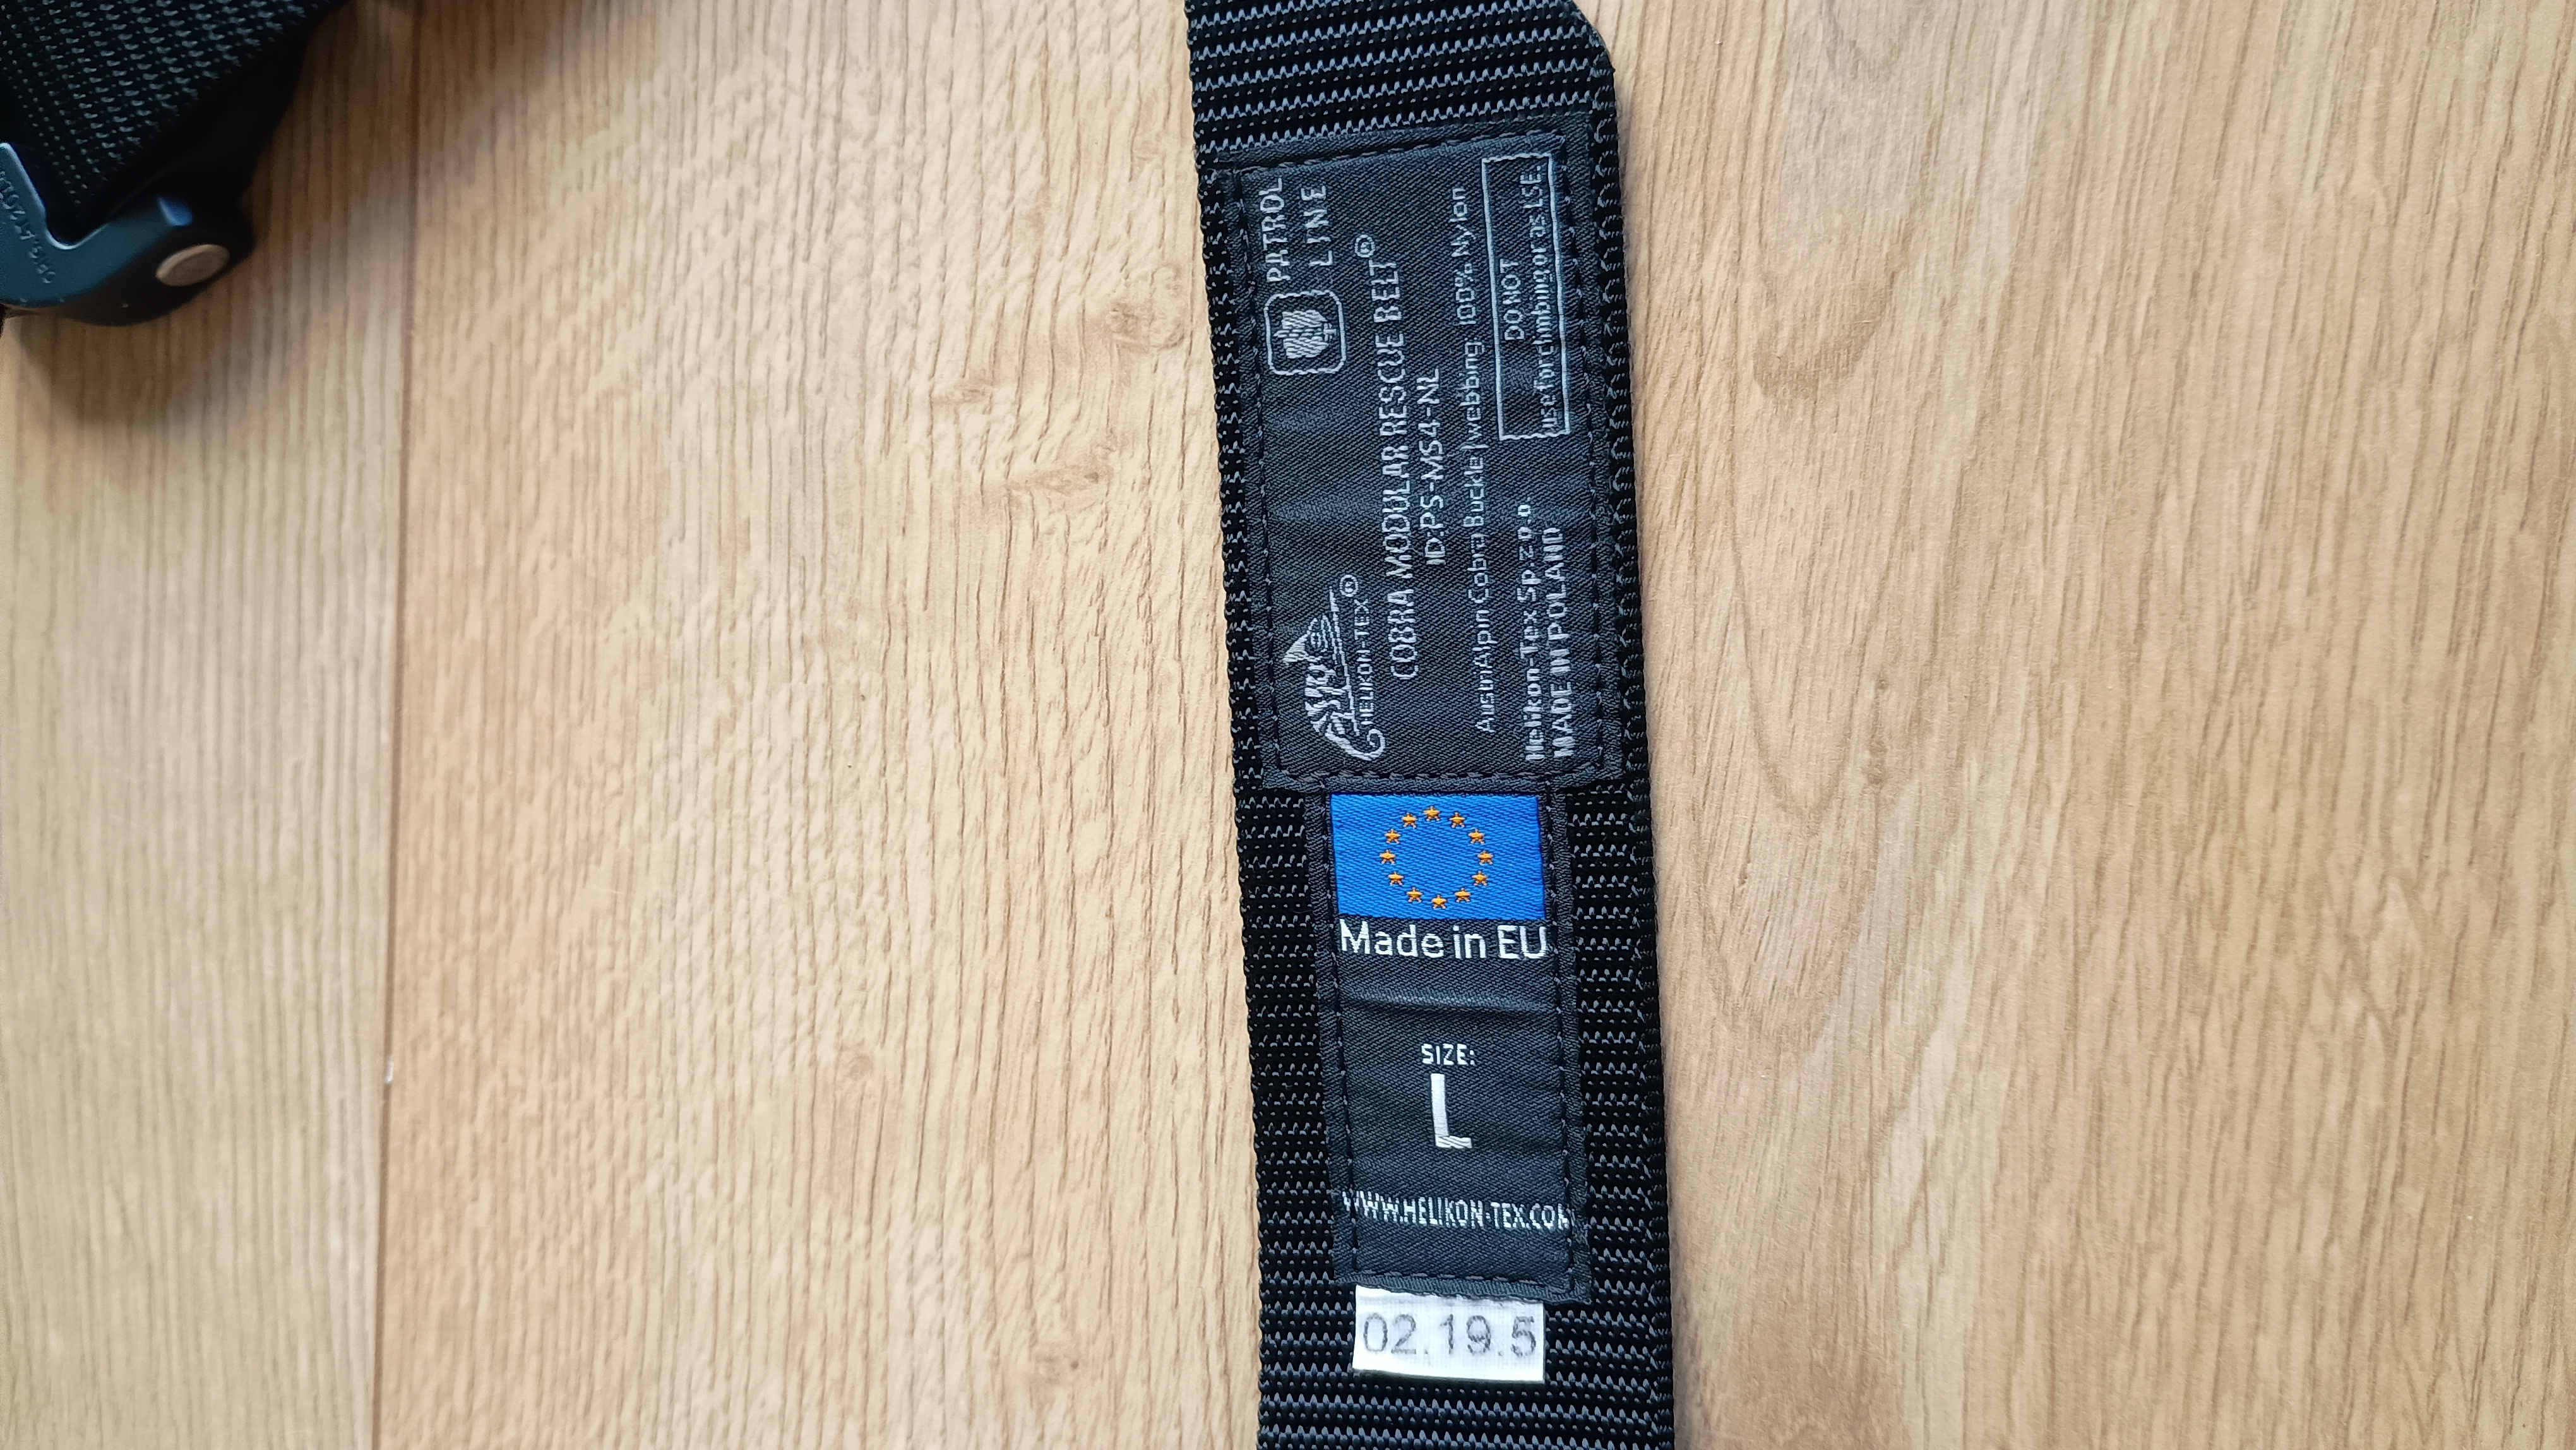 PATROL
LINE
HELIKON-TEX®
COBRA MODULAR RESCUE BELT®
ID:PS-MS4-NL
AustriAlpin Cobra Buckle | webbing: 100% Nylon
Helikon-Tex Sp. z o.o.
MADE IN POLAND
DO NOT
use for climbing or as LSE.
Made in EU
SIZE:
L
WWW.HELIKON-TEX.COM
02.19.5